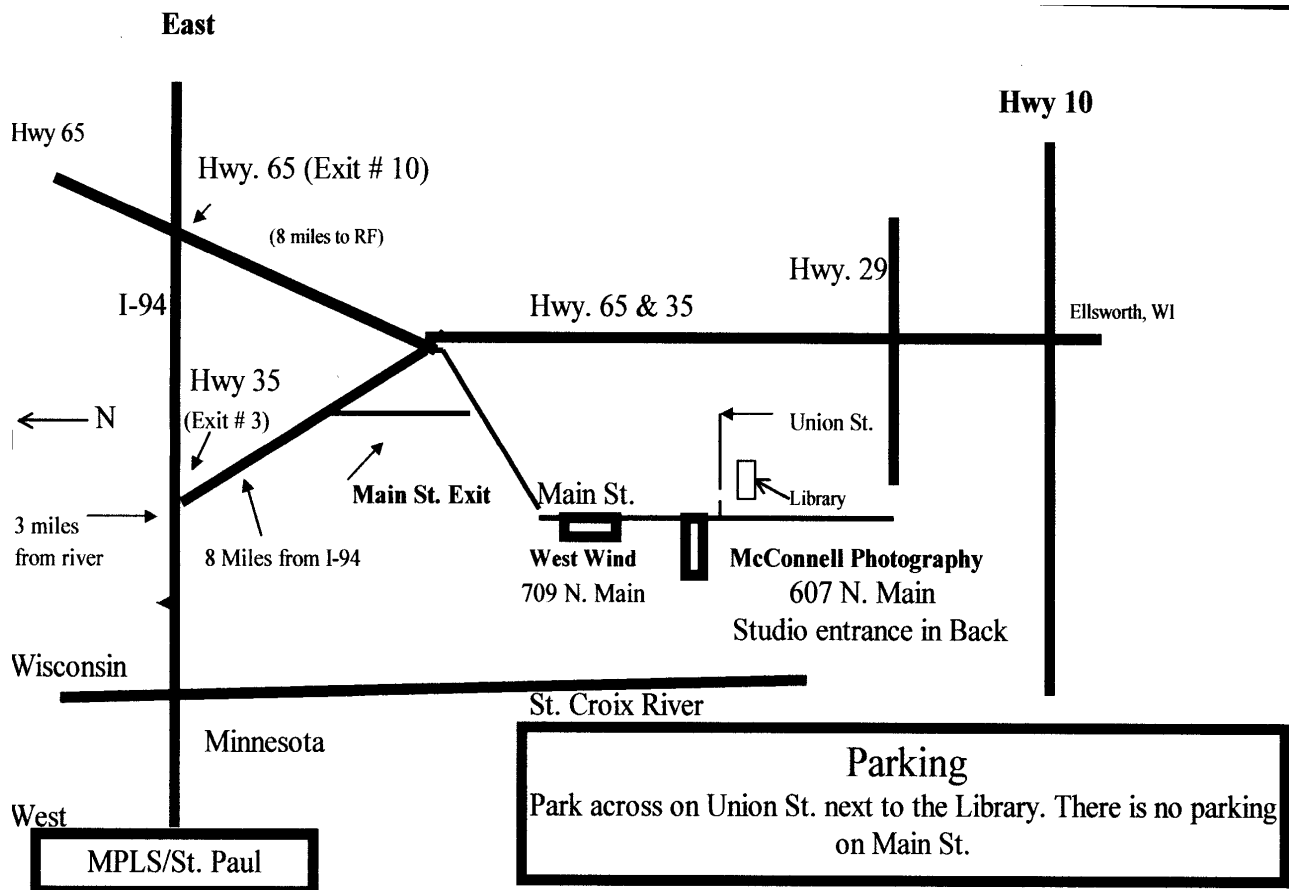 East
Hwy 10
Hwy 65
Hwy. 65 (Exit # 10)
(8 miles to RF)
Hwy. 29
I-94
Hwy. 65 & 35
Ellsworth, WI
Hwy 35
(Exit # 3)
N
Union St.
Main St. Exit
Main St.
Library
3 miles
from river
8 Miles from I-94
West Wind
709 N. Main
McConnell Photography
607 N. Main
Studio entrance in Back
Wisconsin
St. Croix River
Minnesota
West
MPLS/St. Paul
Parking
Park across on Union St. next to the Library. There is no parking
on Main St.